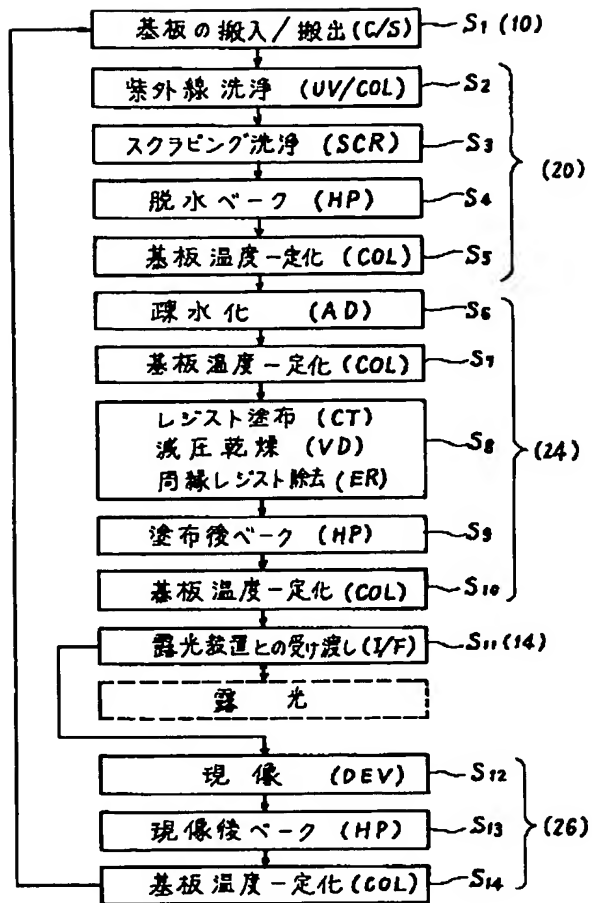 基板の搬入/搬出(C/S) S1(10)
紫外線洗浄 (UV/COL) S2
スクラビング洗浄 (SCR) S3
(20)
脱水ベーク (HP) S4
基板温度一定化 (COL) S5
疎水化 (AD) S6
基板温度一定化(COL) S7
レジスト塗布 (CT)
減圧乾燥 (VD) S8
(24)
周縁レジスト除去(ER)
塗布後ベーク(HP) S9
基板温度一定化(COL) S10
露光装置との受け渡し(I/F) S11(14)
露光
現像 (DEV) S12
現像後ベーク(HP) S13
(26)
基板温度一定化(COL) S14